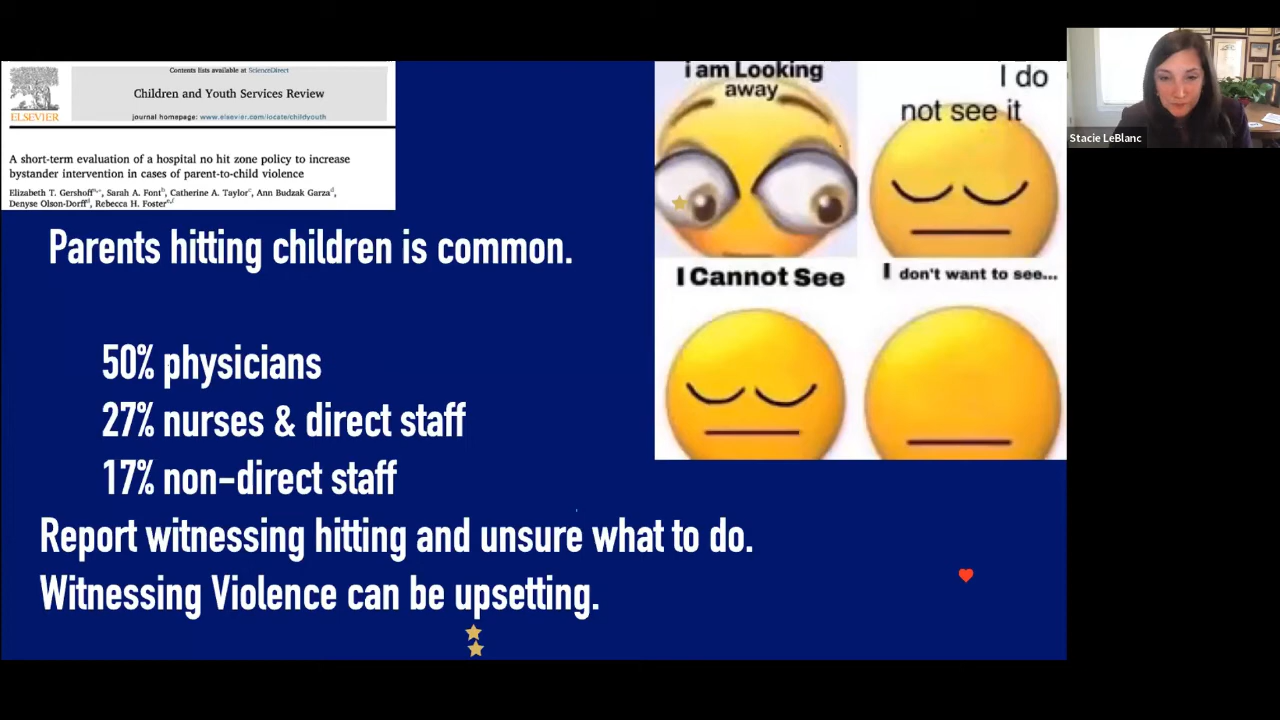 Contents lists available at ScienceDirect
Children and Youth Services Review
ELSEVIER
journal homepage: www.elsevier.com/locate/childyouth
A short-term evaluation of a hospital no hit zone policy to increase
bystander intervention in cases of parent-to-child violence
Elizabeth T. Gershoff, Sarah A. Font, Catherine A. Taylor, Ann Budzak Garza,
Denyse Olson-Dorff, Rebecca H. Foster
Parents hitting children is common.
50% physicians
27% nurses & direct staff
17% non-direct staff
Report witnessing hitting and unsure what to do.
Witnessing Violence can be upsetting.
i am Looking
away
I do
not see it
I Cannot See
I don't want to see...
Stacie LeBlanc